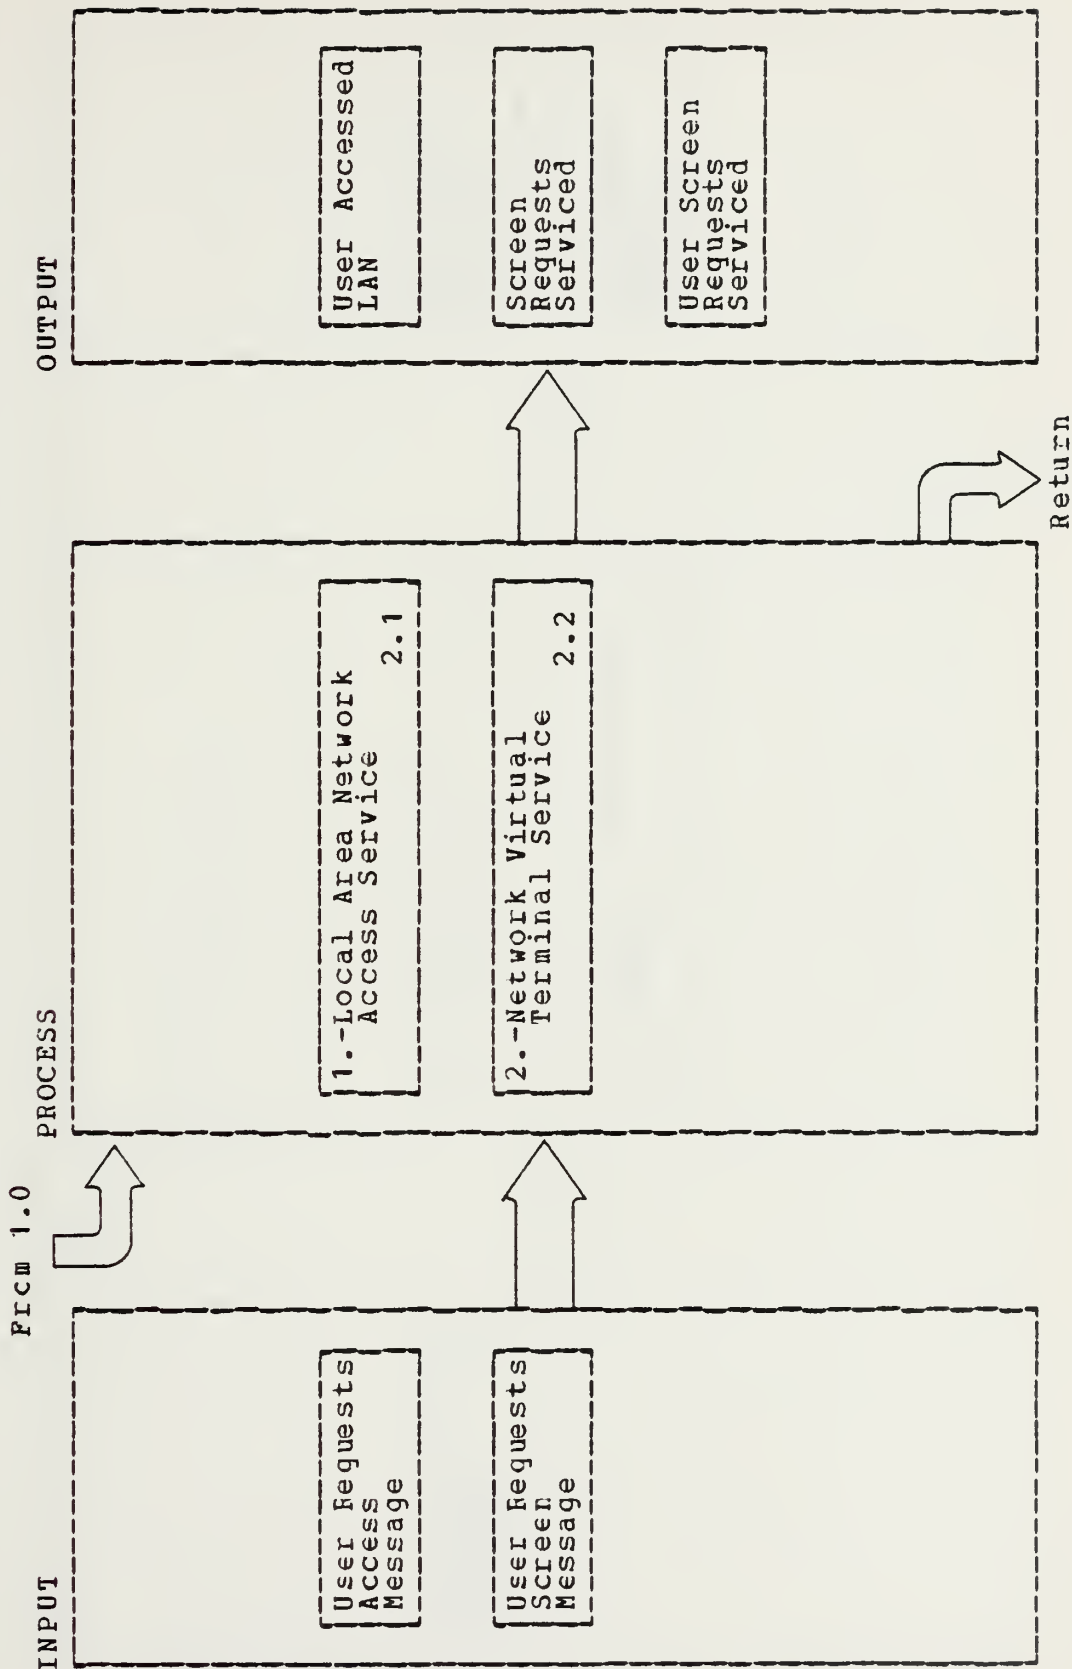 From 1.0
INPUT
User Requests
Access
Message
User Requests
Screen
Message
PROCESS
1.-Local Area Network
Access Service
2.1
2.-Network Virtual
Terminal Service
2.2
OUTPUT
User Accessed
LAN
Screen
Requests
Serviced
User Screen
Requests
Serviced
Return